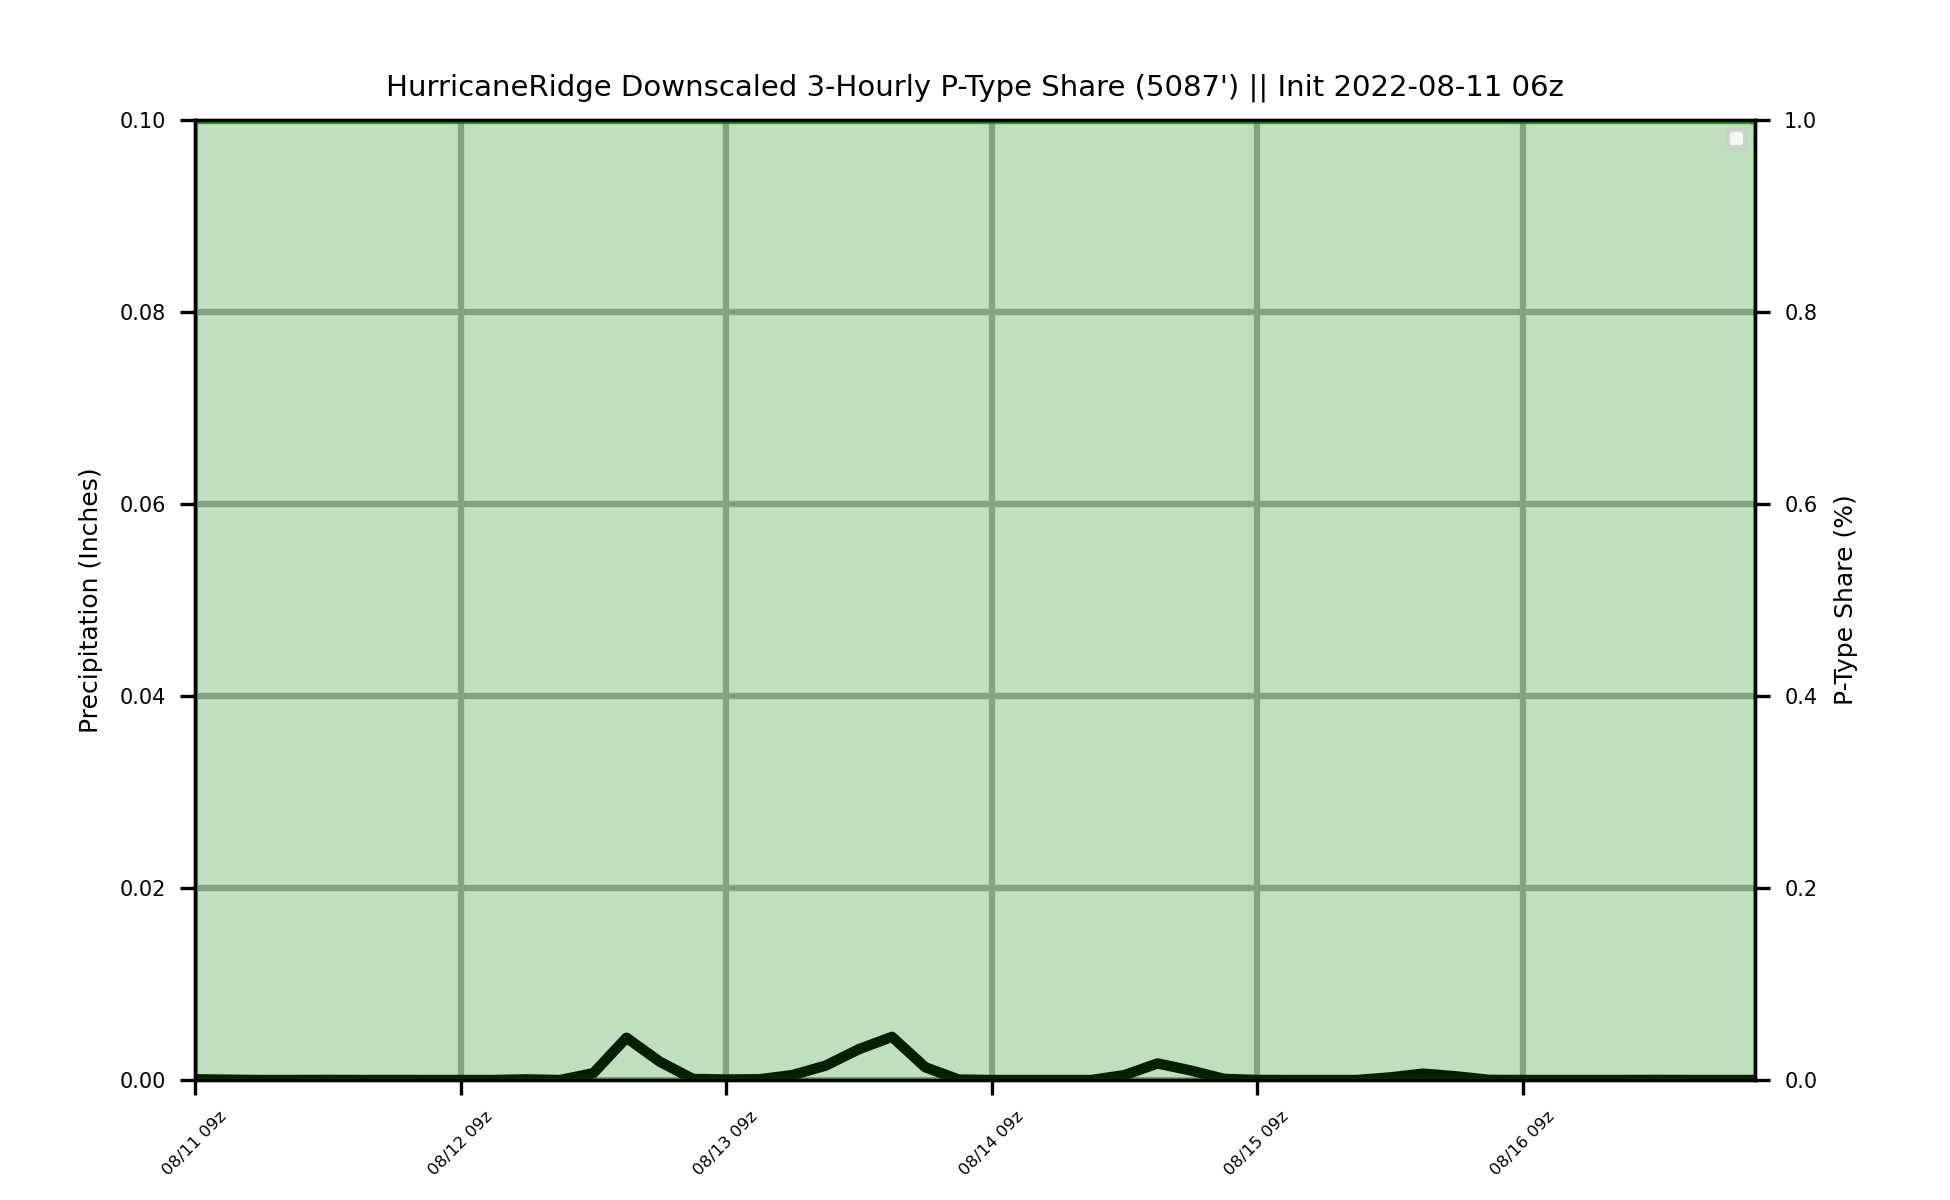 HurricaneRidge Downscaled 3-Hourly P-Type Share (5087') || Init 2022-08-11 06z
0.10
0.08
0.06
0.04
0.02
0.00
Precipitation (Inches)
1.0
0.8
0.6
0.4
0.2
0.0
P-Type Share (%)
08/11 09z
08/12 09z
08/13 09z
08/14 09z
08/15 09z
08/16 09z